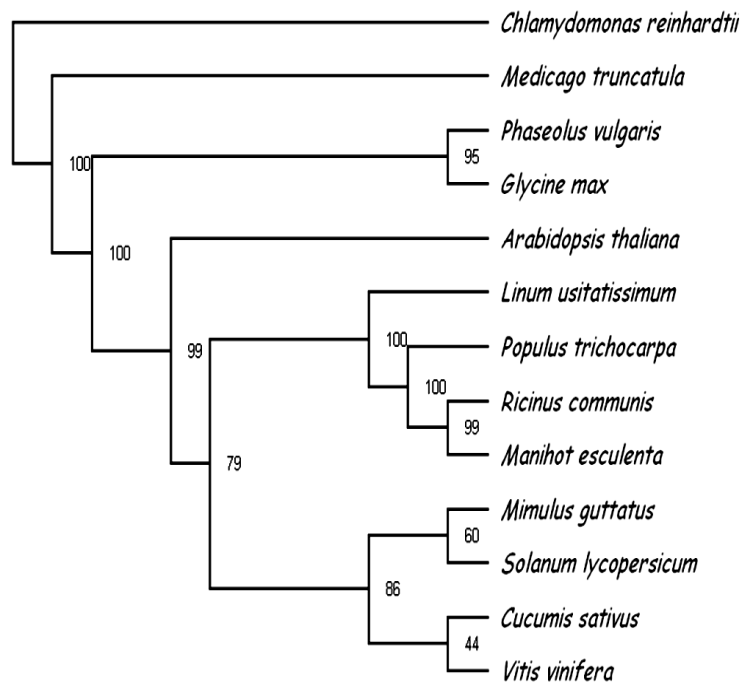 Chlamydomonas reinhardtii
Medicago truncatula
Phaseolus vulgaris
95
100
Glycine max
Arabidopsis thaliana
100
Linum usitatissimum
100
Populus trichocarpa
99
100
Ricinus communis
99
Manihot esculenta
79
Mimulus guttatus
60
Solanum lycopersicum
86
Cucumis sativus
44
Vitis vinifera